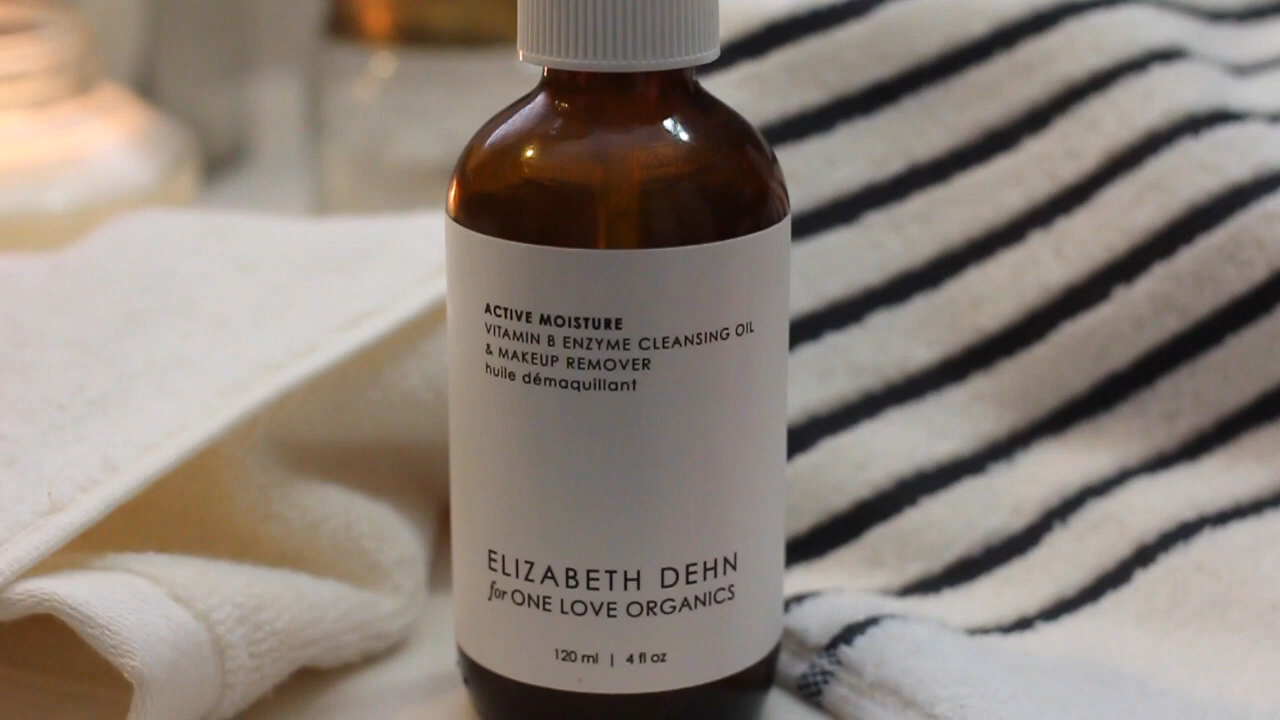 ACTIVE MOISTURE
VITAMIN B ENZYME CLEANSING OIL
& MAKEUP REMOVER
huile démaquillant
ELIZABETH DEHN
for ONE LOVE ORGANICS
120 ml | 4 fl oz